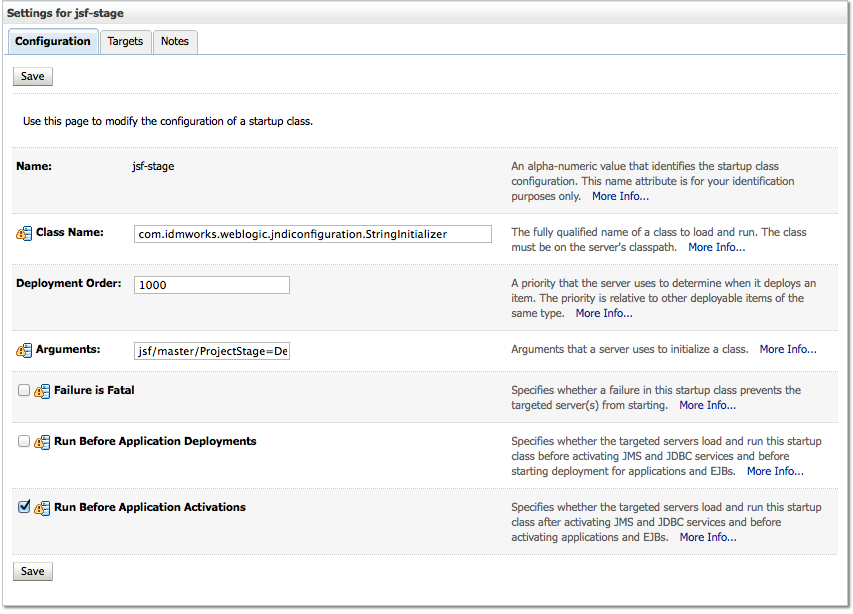 Settings for jsf-stage
Configuration Targets Notes
Save
Use this page to modify the configuration of a startup class.
Name: jsf-stage An alpha-numeric value that identifies the startup class
configuration. This name attribute is for your identification
purposes only. More Info...
Class Name: com.idmworks.weblogic.jndiconfiguration.StringInitializer The fully qualified name of a class to load and run. The class
must be on the server's classpath. More Info...
Deployment Order: 1000 A priority that the server uses to determine when it deploys an
item. The priority is relative to other deployable items of the
same type. More Info...
Arguments: jsf/master/ProjectStage=De Arguments that a server uses to initialize a class. More Info...
Failure is Fatal Specifies whether a failure in this startup class prevents the
targeted server(s) from starting. More Info...
Run Before Application Deployments Specifies whether the targeted servers load and run this startup
class before activating JMS and JDBC services and before
starting deployment for applications and EJBs. More Info...
Run Before Application Activations Specifies whether the targeted servers load and run this startup
class after activating JMS and JDBC services and before
activating applications and EJBs. More Info...
Save